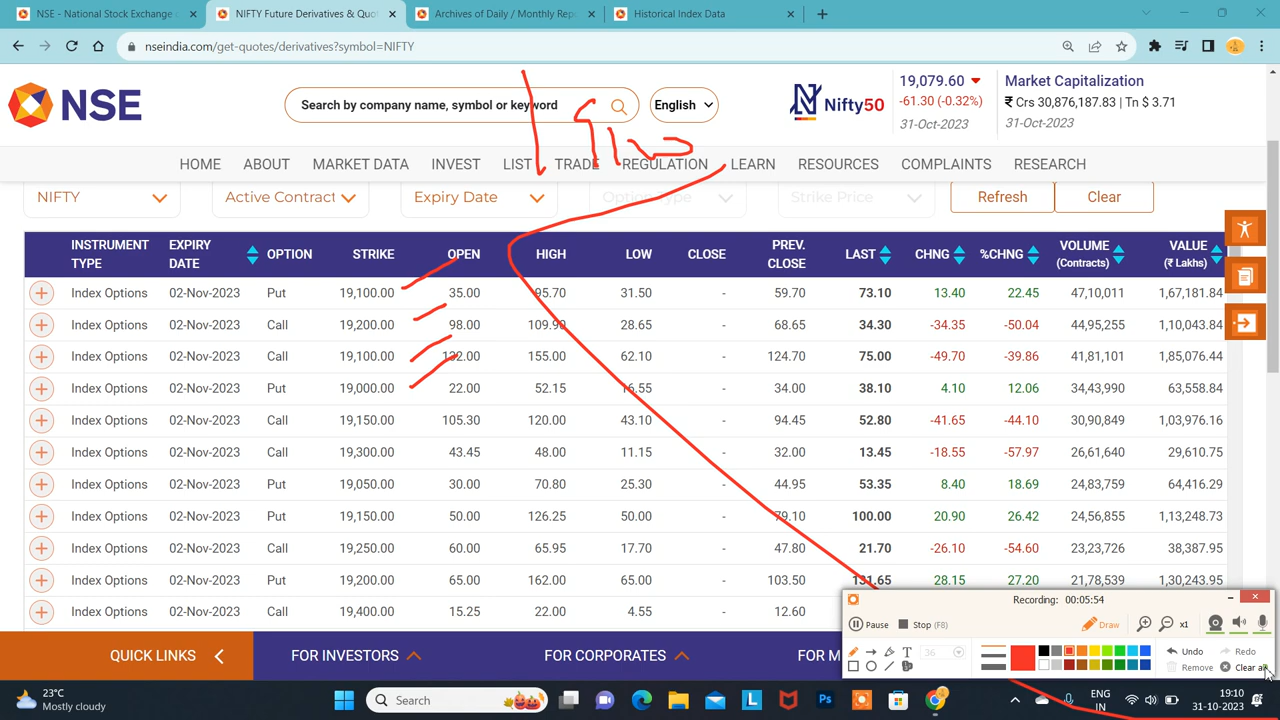 NSE - National Stock Exchange o
NIFTY Future Derivatives & Quot
Archives of Daily / Monthly Rep
Historical Index Data
nseindia.com/get-quotes/derivatives?symbol=NIFTY
NSE
Search by company name, symbol or keyword
English
Nifty50
19,079.60
-61.30 (-0.32%)
31-Oct-2023
Market Capitalization
₹ Crs 30,876,187.83 | Tn $ 3.71
31-Oct-2023
HOME ABOUT MARKET DATA INVEST LIST TRADE REGULATION LEARN RESOURCES COMPLAINTS RESEARCH
NIFTY Active Contract Expiry Date Option Type Strike Price Refresh Clear
INSTRUMENT TYPE EXPIRY DATE OPTION STRIKE OPEN HIGH LOW CLOSE PREV. CLOSE LAST CHNG %CHNG VOLUME (Contracts) VALUE (₹ Lakhs)
Index Options 02-Nov-2023 Put 19,100.00 35.00 95.70 31.50 - 59.70 73.10 13.40 22.45 47,10,011 1,67,181.84
Index Options 02-Nov-2023 Call 19,200.00 98.00 109.90 28.65 - 68.65 34.30 -34.35 -50.04 44,95,255 1,10,043.84
Index Options 02-Nov-2023 Call 19,100.00 132.00 155.00 62.10 - 124.70 75.00 -49.70 -39.86 41,81,101 1,85,076.44
Index Options 02-Nov-2023 Put 19,000.00 22.00 52.15 16.55 - 34.00 38.10 4.10 12.06 34,43,990 63,558.84
Index Options 02-Nov-2023 Call 19,150.00 105.30 120.00 43.10 - 94.45 52.80 -41.65 -44.10 30,90,849 1,03,976.16
Index Options 02-Nov-2023 Call 19,300.00 43.45 48.00 11.15 - 32.00 13.45 -18.55 -57.97 26,61,640 29,610.75
Index Options 02-Nov-2023 Put 19,050.00 30.00 70.80 25.30 - 44.95 53.35 8.40 18.69 24,83,759 64,416.29
Index Options 02-Nov-2023 Put 19,150.00 50.00 126.25 50.00 - 79.10 100.00 20.90 26.42 24,56,855 1,13,248.73
Index Options 02-Nov-2023 Call 19,250.00 60.00 65.95 17.70 - 47.80 21.70 -26.10 -54.60 23,23,726 38,387.95
Index Options 02-Nov-2023 Put 19,200.00 65.00 162.00 65.00 - 103.50 131.65 28.15 27.20 21,78,539 1,30,243.95
Index Options 02-Nov-2023 Call 19,400.00 15.25 22.00 4.55 - 12.60
Recording: 00:05:54
Pause Stop (F8) Draw x1
T 36 Undo Redo
Remove Clear all
QUICK LINKS FOR INVESTORS FOR CORPORATES FOR M
23°C
Mostly cloudy
Search
ENG
IN
19:10
31-10-2023